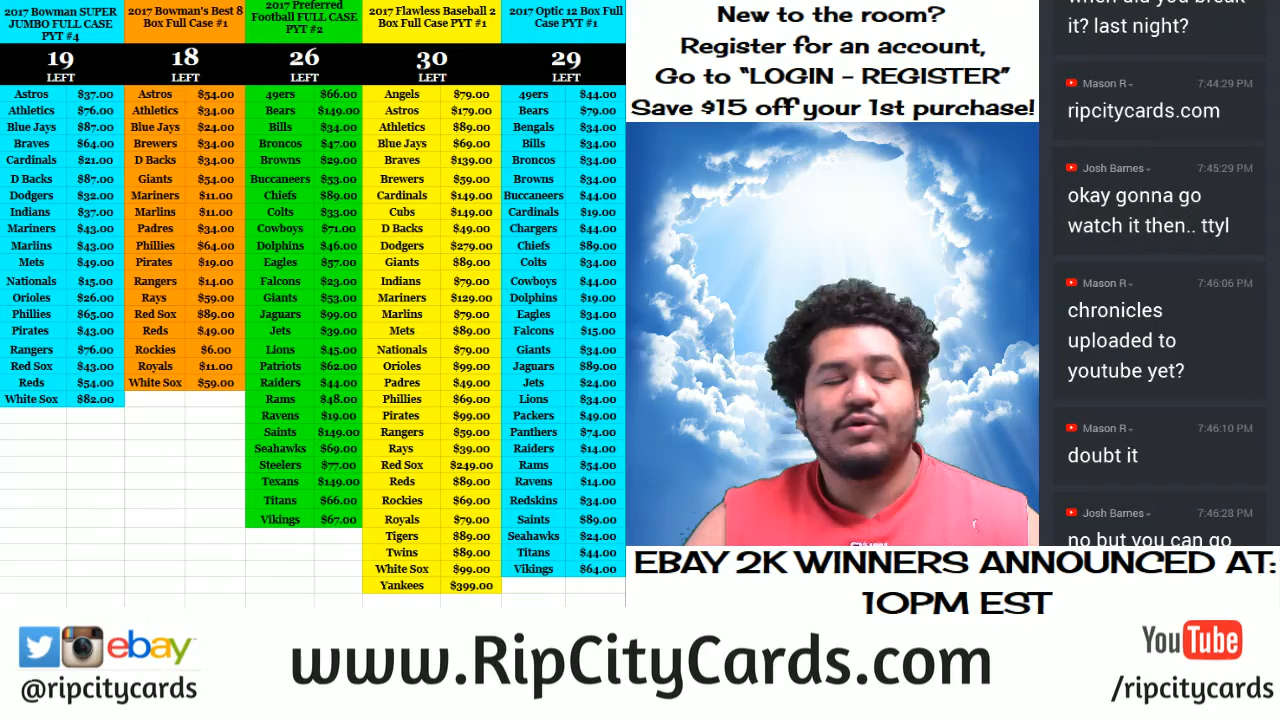 2017 Bowman SUPER
JUMBO FULL CASE
PYT #4
19
LEFT
Astros $37.00
Athletics $76.00
Blue Jays $87.00
Braves $64.00
Cardinals $21.00
D Backs $87.00
Dodgers $32.00
Indians $37.00
Mariners $43.00
Marlins $43.00
Mets $49.00
Nationals $15.00
Orioles $26.00
Phillies $65.00
Pirates $43.00
Rangers $76.00
Red Sox $43.00
Reds $54.00
White Sox $82.00
2017 Bowman's Best 8
Box Full Case #1
18
LEFT
Astros $54.00
Athletics $34.00
Blue Jays $24.00
Brewers $34.00
D Backs $34.00
Giants $54.00
Mariners $11.00
Marlins $11.00
Padres $34.00
Phillies $64.00
Pirates $19.00
Rangers $14.00
Rays $59.00
Red Sox $89.00
Reds $49.00
Rockies $6.00
Royals $11.00
White Sox $59.00
2017 Preferred
Football FULL CASE
PYT #2
26
LEFT
49ers $66.00
Bears $149.00
Bills $34.00
Broncos $47.00
Browns $29.00
Buccaneers $53.00
Chiefs $89.00
Colts $33.00
Cowboys $71.00
Dolphins $46.00
Eagles $57.00
Falcons $23.00
Giants $53.00
Jaguars $99.00
Jets $39.00
Lions $45.00
Patriots $62.00
Raiders $44.00
Rams $48.00
Ravens $19.00
Saints $149.00
Seahawks $69.00
Steelers $77.00
Texans $149.00
Titans $66.00
Vikings $67.00
2017 Flawless Baseball 2
Box Full Case PYT #1
30
LEFT
Angels $79.00
Astros $179.00
Athletics $89.00
Blue Jays $69.00
Braves $139.00
Brewers $59.00
Cardinals $149.00
Cubs $149.00
D Backs $49.00
Dodgers $279.00
Giants $89.00
Indians $79.00
Mariners $129.00
Marlins $79.00
Mets $89.00
Nationals $79.00
Orioles $99.00
Padres $49.00
Phillies $69.00
Pirates $99.00
Rangers $59.00
Rays $39.00
Red Sox $249.00
Reds $89.00
Rockies $69.00
Royals $79.00
Tigers $89.00
Twins $89.00
White Sox $99.00
Yankees $399.00
2017 Optic 12 Box Full
Case PYT #1
29
LEFT
49ers $44.00
Bears $79.00
Bengals $34.00
Bills $34.00
Broncos $34.00
Browns $34.00
Buccaneers $44.00
Cardinals $19.00
Chargers $44.00
Chiefs $89.00
Colts $34.00
Cowboys $44.00
Dolphins $19.00
Eagles $34.00
Falcons $15.00
Giants $34.00
Jaguars $89.00
Jets $24.00
Lions $34.00
Packers $49.00
Panthers $74.00
Raiders $14.00
Rams $54.00
Ravens $14.00
Redskins $34.00
Saints $89.00
Seahawks $24.00
Titans $44.00
Vikings $64.00
New to the room?
Register for an account,
Go to “LOGIN - REGISTER”
Save $15 off your 1st purchase!
when did you break
it? last night?
Mason R 7:44:29 PM
ripcitycards.com
Josh Barnes 7:45:29 PM
okay gonna go
watch it then.. ttyl
Mason R 7:46:06 PM
chronicles
uploaded to
youtube yet?
Mason R 7:46:10 PM
doubt it
Josh Barnes 7:46:28 PM
no but you can go
EBAY 2K WINNERS ANNOUNCED AT:
10PM EST
ebay
@ripcitycards
www.RipCityCards.com
YouTube
/ripcitycards